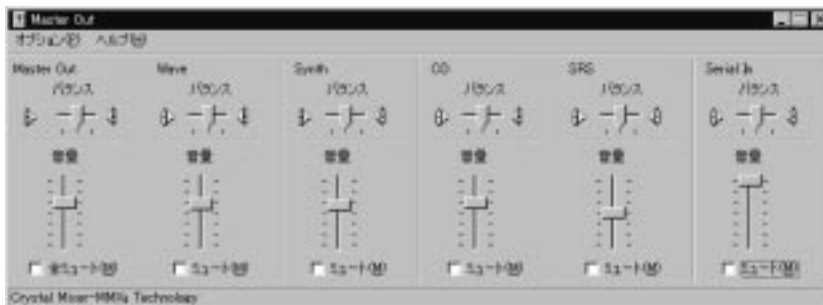 Master Out
オプション(P) ヘルプ(H)
Master Out Wave Synth CD SRS Serial In
バランス バランス バランス バランス バランス バランス
音量 音量 音量 音量 音量 音量
全ミュート(M) ミュート(M) ミュート(M) ミュート(M) ミュート(M) ミュート(M)
Crystal Mixer-MMX Technology